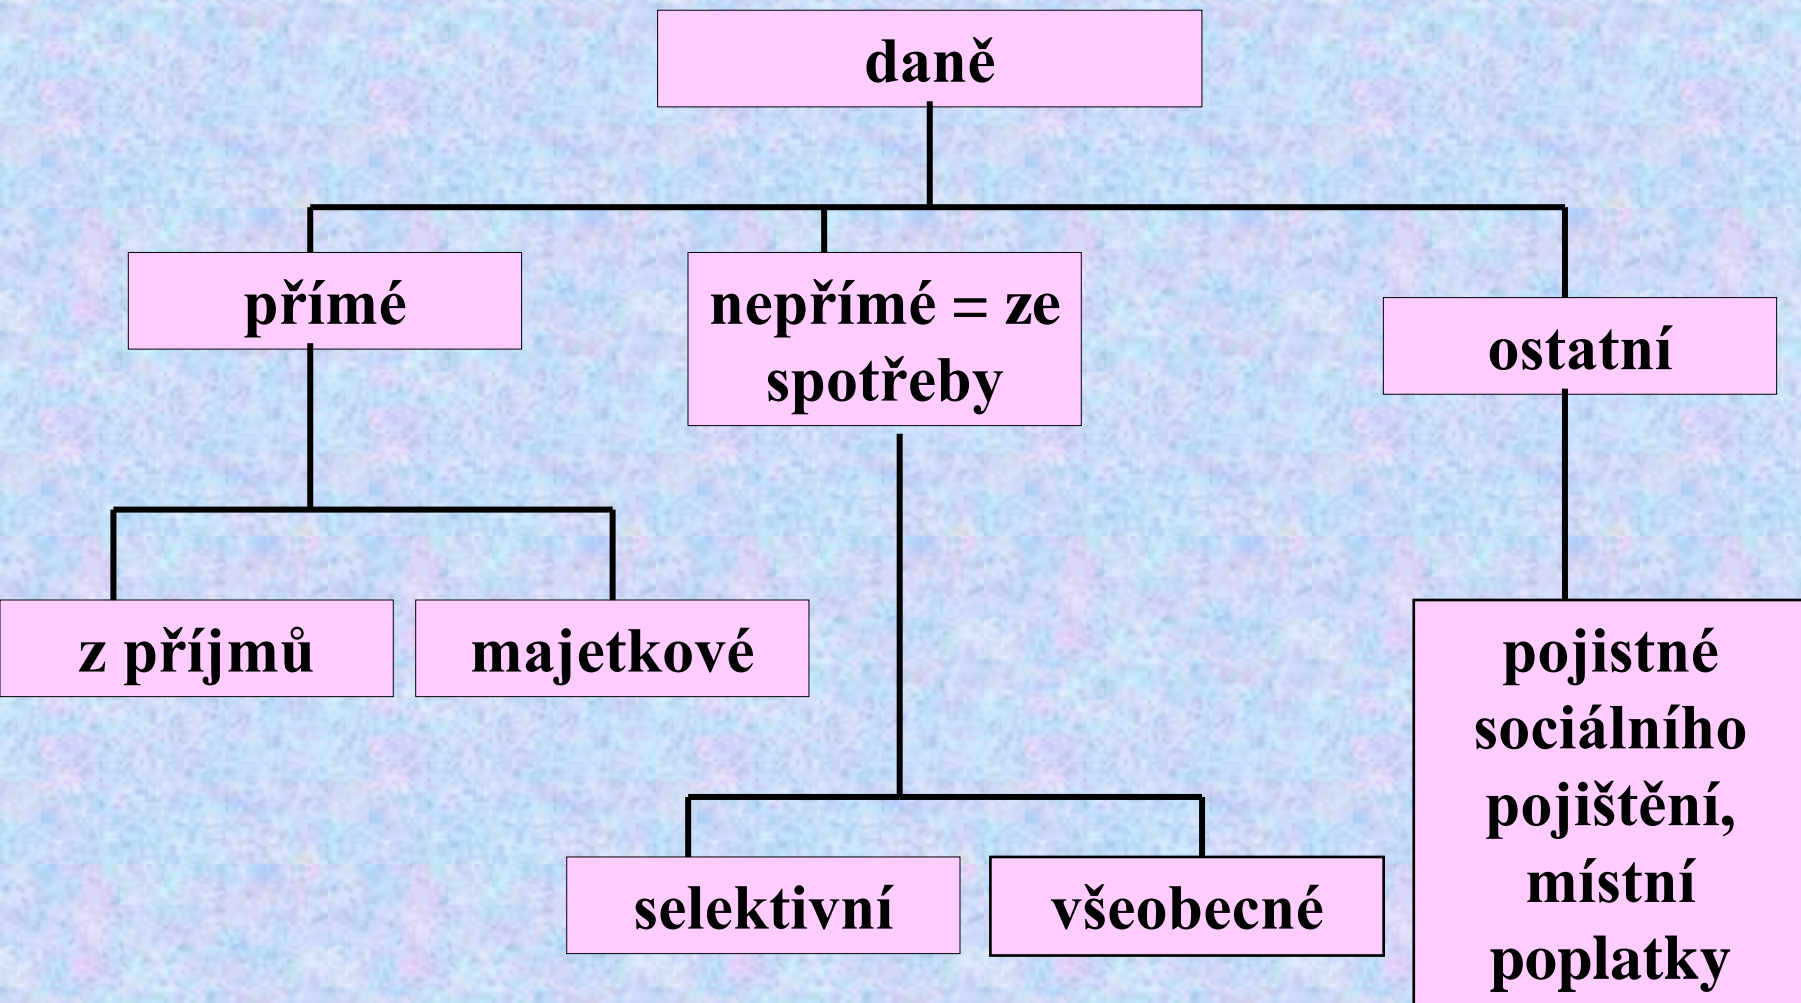 daně
přímé
nepřímé = ze
spotřeby
ostatní
z příjmů
majetkové
pojistné
sociálního
pojištění,
místní
poplatky
selektivní
všeobecné